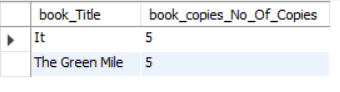 book_Title book_copies_No_Of_Copies
It 5
The Green Mile 5